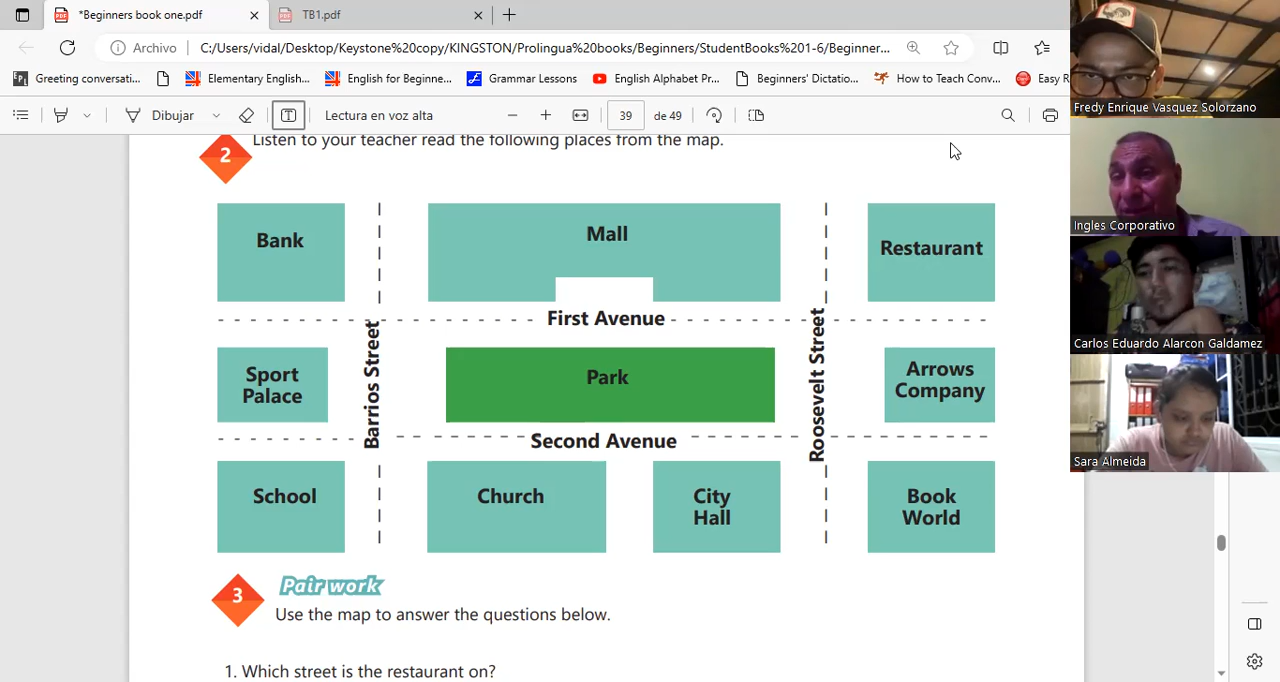 *Beginners book one.pdf
TB1.pdf
Archivo
C:/Users/vidal/Desktop/Keystone%20copy/KINGSTON/Prolingua%20books/Beginners/StudentBooks%201-6/Beginner...
Greeting conversati...
Elementary English...
English for Beginne...
Grammar Lessons
English Alphabet Pr...
Beginners' Dictatio...
How to Teach Conv...
Easy R
Dibujar
Lectura en voz alta
39
de 49
2
Listen to your teacher read the following places from the map.
Bank
Mall
Restaurant
First Avenue
Barrios Street
Roosevelt Street
Sport
Palace
Park
Arrows
Company
Second Avenue
School
Church
City
Hall
Book
World
3
Pair work
Use the map to answer the questions below.
1. Which street is the restaurant on?
Fredy Enrique Vasquez Solorzano
Ingles Corporativo
Carlos Eduardo Alarcon Galdamez
Sara Almeida